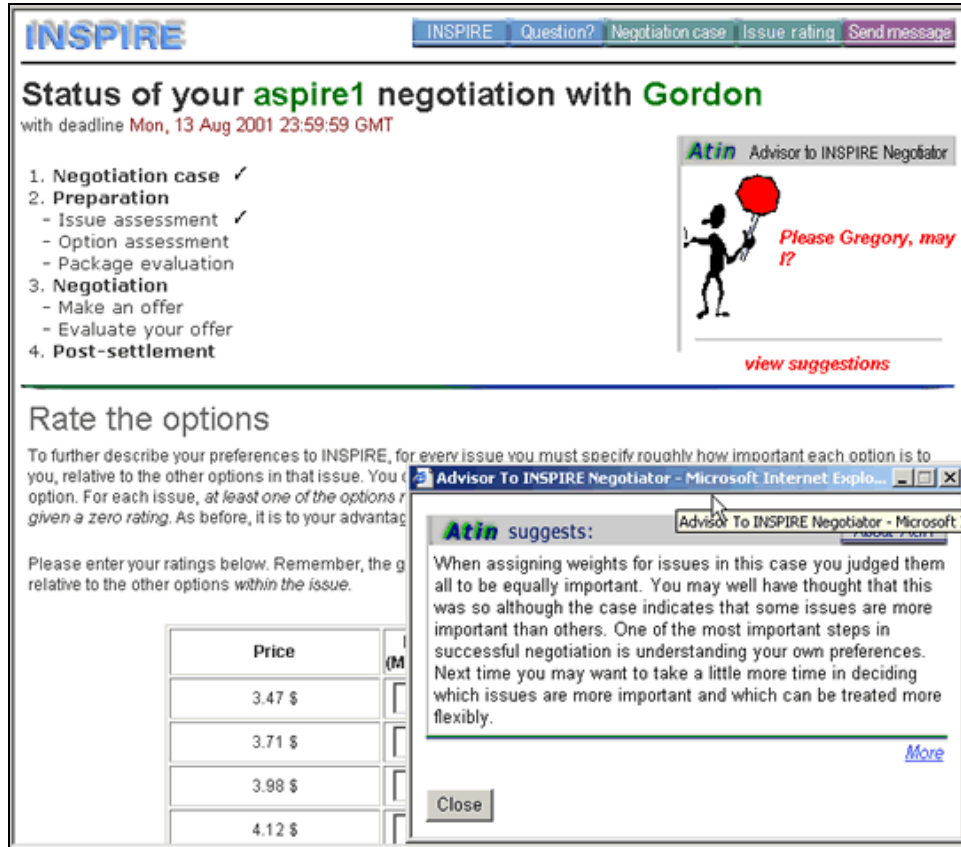 INSPIRE
INSPIRE Question? Negotiation case Issue rating Send message
Status of your aspire1 negotiation with Gordon
with deadline Mon, 13 Aug 2001 23:59:59 GMT
1. Negotiation case ✓
2. Preparation
- Issue assessment ✓
- Option assessment
- Package evaluation
3. Negotiation
- Make an offer
- Evaluate your offer
4. Post-settlement
Atin Advisor to INSPIRE Negotiator
Please Gregory, may
I?
view suggestions
Rate the options
To further describe your preferences to INSPIRE, for every issue you must specify roughly how important each option is to
you, relative to the other options in that issue. You
option. For each issue, at least one of the options
given a zero rating. As before, it is to your
Please enter your ratings below. Remember, the
relative to the other options within the issue.
Price
3.47 $
3.71 $
3.98 $
4.12 $
Advisor To INSPIRE Negotiator - Microsoft Internet Explo...
Advisor To INSPIRE Negotiator - Microsoft
Atin suggests:
When assigning weights for issues in this case you judged them
all to be equally important. You may well have thought that this
was so although the case indicates that some issues are more
important than others. One of the most important steps in
successful negotiation is understanding your own preferences.
Next time you may want to take a little more time in deciding
which issues are more important and which can be treated more
flexibly.
More
Close